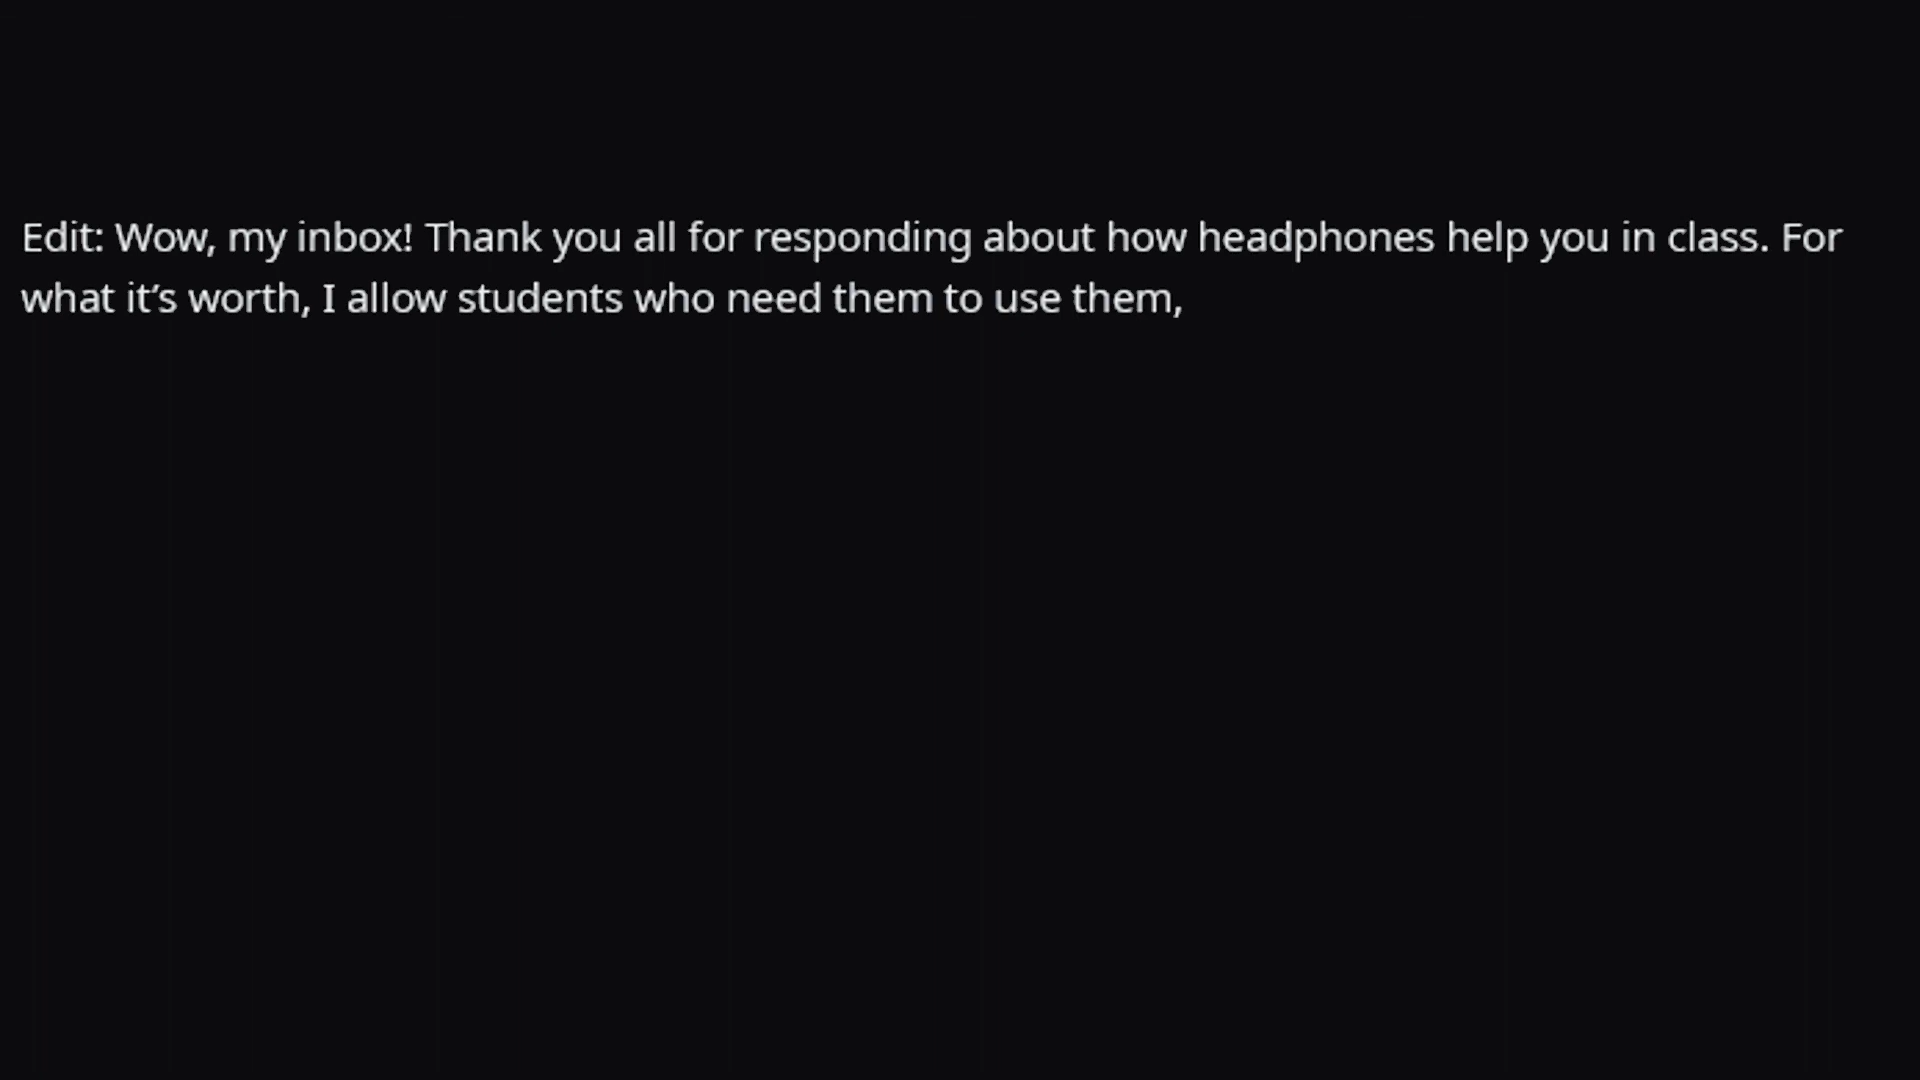 Edit: Wow, my inbox! Thank you all for responding about how headphones help you in class. For
what it’s worth, I allow students who need them to use them,